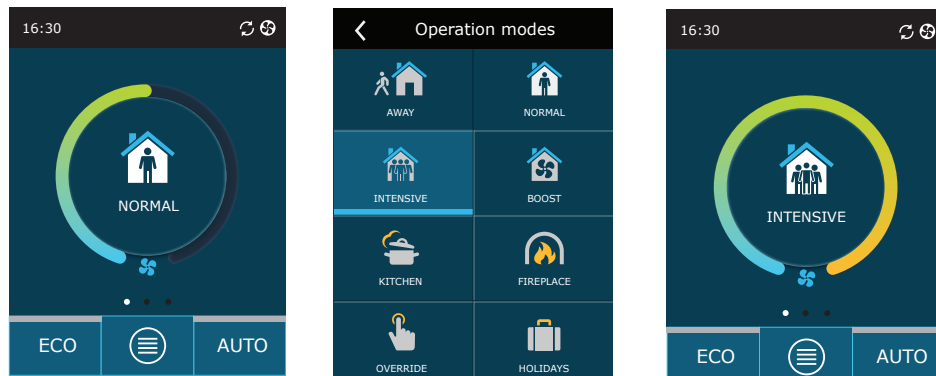 16:30
NORMAL
ECO
AUTO
Operation modes
AWAY
NORMAL
INTENSIVE
BOOST
KITCHEN
FIREPLACE
OVERRIDE
HOLIDAYS
16:30
INTENSIVE
ECO
AUTO